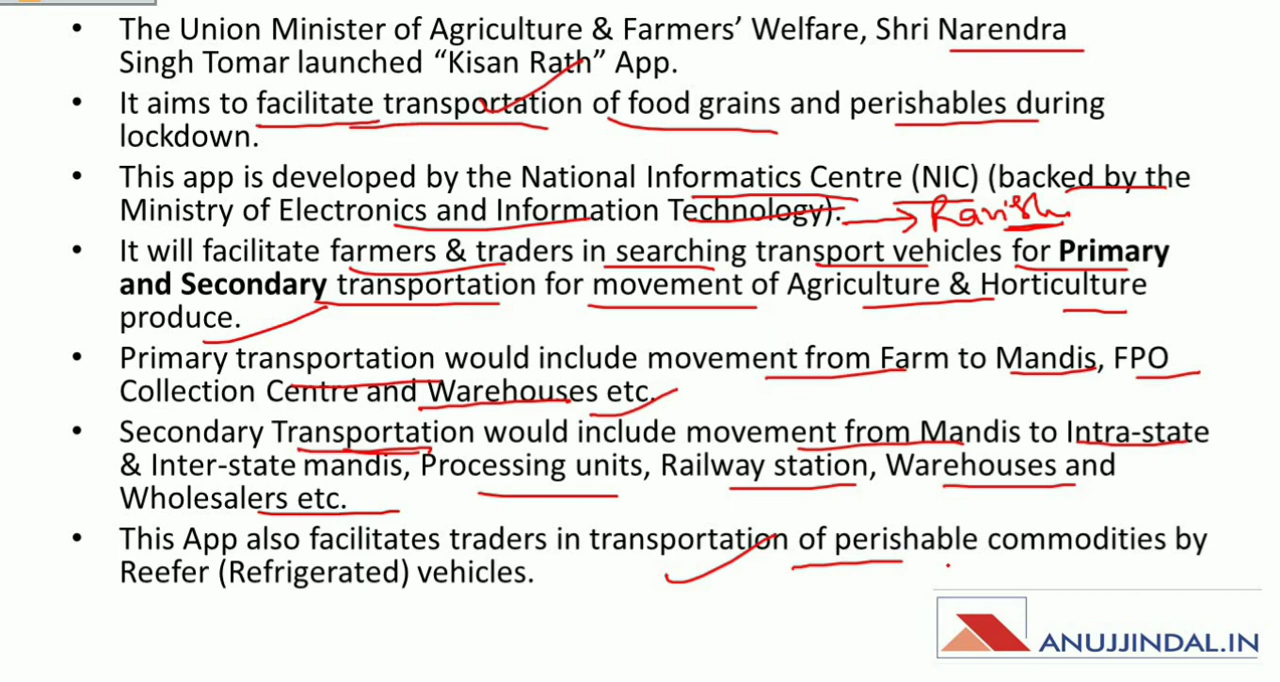 • The Union Minister of Agriculture & Farmers’ Welfare, Shri Narendra
Singh Tomar launched “Kisan Rath” App.
• It aims to facilitate transportation of food grains and perishables during
lockdown.
• This app is developed by the National Informatics Centre (NIC) (backed by the
Ministry of Electronics and Information Technology). → Ravish
• It will facilitate farmers & traders in searching transport vehicles for Primary
and Secondary transportation for movement of Agriculture & Horticulture
produce.
• Primary transportation would include movement from Farm to Mandis, FPO
Collection Centre and Warehouses etc.
• Secondary Transportation would include movement from Mandis to Intra-state
& Inter-state mandis, Processing units, Railway station, Warehouses and
Wholesalers etc.
• This App also facilitates traders in transportation of perishable commodities by
Reefer (Refrigerated) vehicles.
ANUJJINDAL.IN